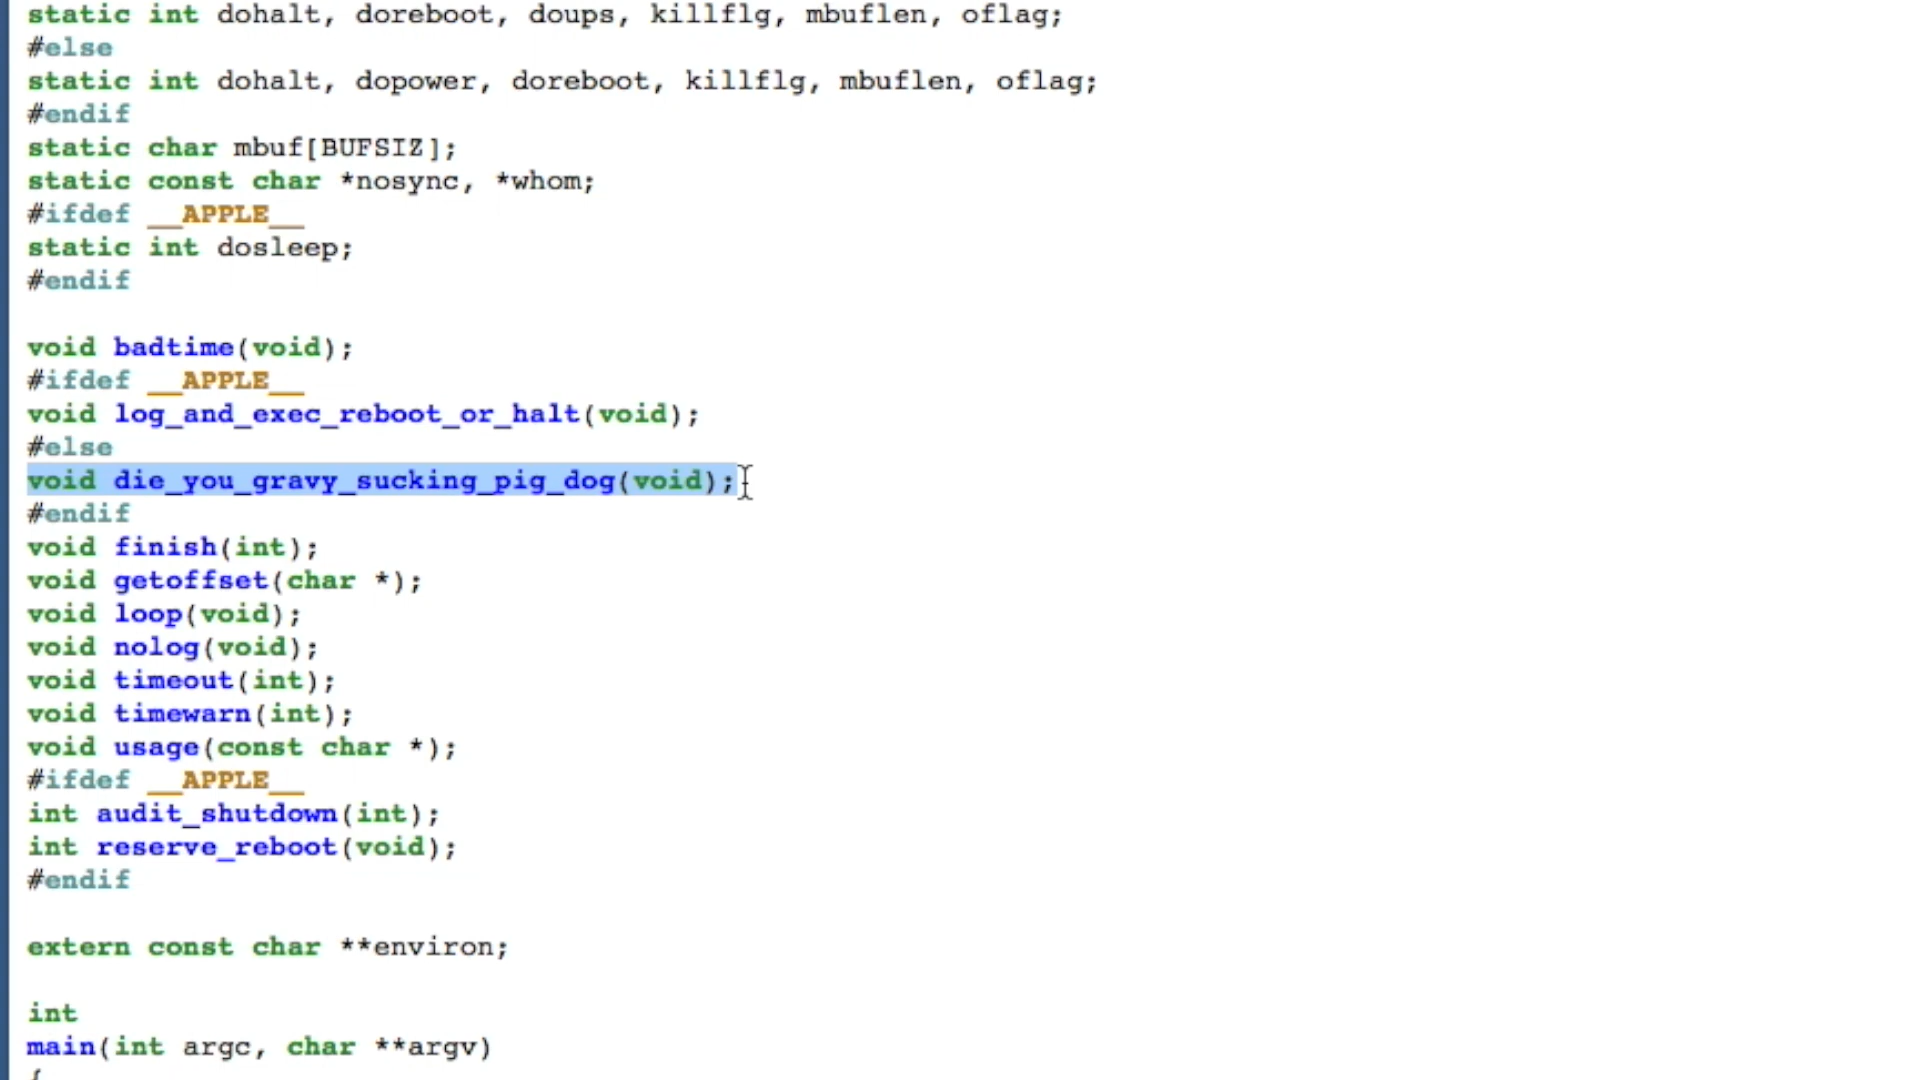 static int dohalt, doreboot, doups, killflg, mbuflen, oflag;
#else
static int dohalt, dopower, doreboot, killflg, mbuflen, oflag;
#endif
static char mbuf[BUFSIZ];
static const char *nosync, *whom;
#ifdef __APPLE__
static int dosleep;
#endif
void badtime(void);
#ifdef __APPLE__
void log_and_exec_reboot_or_halt(void);
#else
void die_you_gravy_sucking_pig_dog(void);
#endif
void finish(int);
void getoffset(char *);
void loop(void);
void nolog(void);
void timeout(int);
void timewarn(int);
void usage(const char *);
#ifdef __APPLE__
int audit_shutdown(int);
int reserve_reboot(void);
#endif
extern const char **environ;
int
main(int argc, char **argv)
{